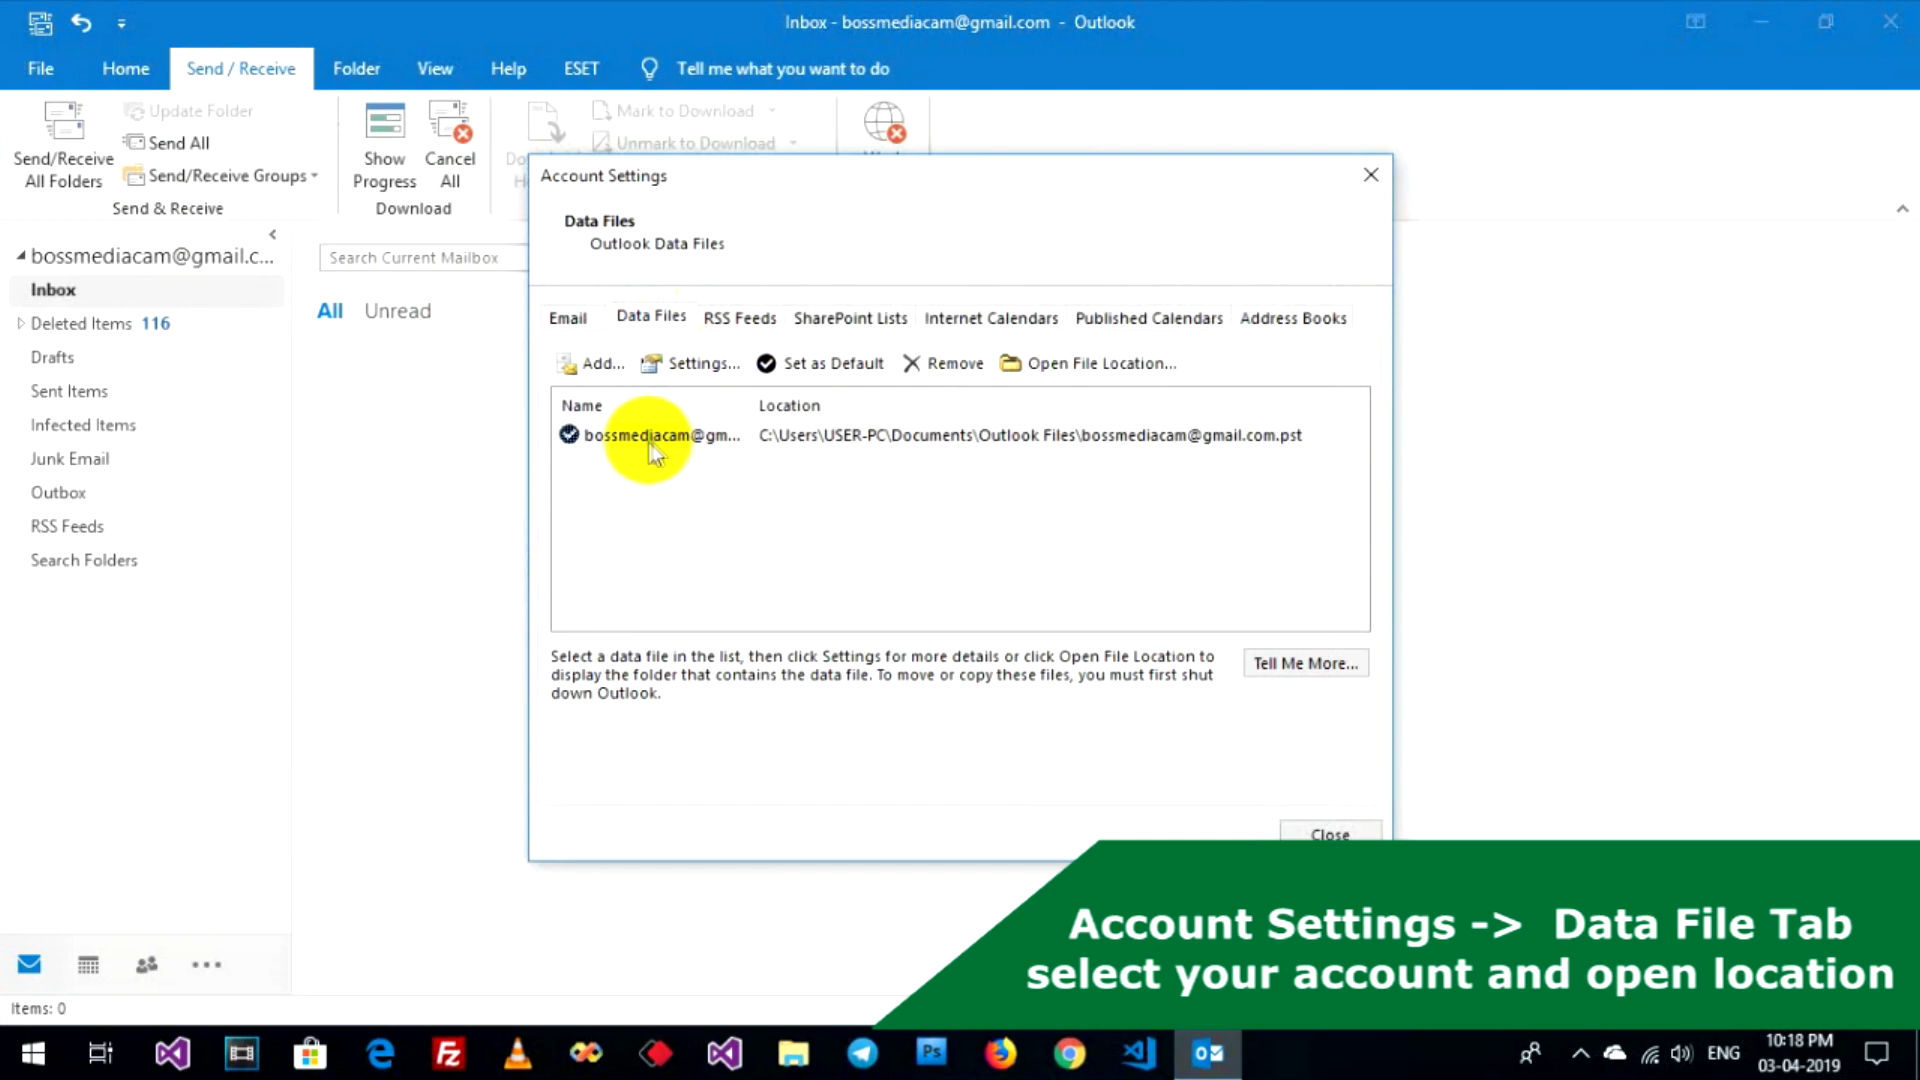 Inbox - bossmediacam@gmail.com - Outlook
File Home Send / Receive Folder View Help ESET Tell me what you want to do
Send/Receive All Folders
Update Folder
Send All
Send/Receive Groups
Send & Receive
Show Progress
Cancel All
Download
Mark to Download
Unmark to Download
bossmediacam@gmail.c...
Inbox
Deleted Items 116
Drafts
Sent Items
Infected Items
Junk Email
Outbox
RSS Feeds
Search Folders
Search Current Mailbox
All Unread
Account Settings
Data Files
Outlook Data Files
Email Data Files RSS Feeds SharePoint Lists Internet Calendars Published Calendars Address Books
Add... Settings... Set as Default Remove Open File Location...
Name Location
bossmediacam@gm... C:\Users\USER-PC\Documents\Outlook Files\bossmediacam@gmail.com.pst
Select a data file in the list, then click Settings for more details or click Open File Location to
display the folder that contains the data file. To move or copy these files, you must first shut
down Outlook.
Tell Me More...
Close
Account Settings -> Data File Tab
select your account and open location
Items: 0
Fz
Ps
ENG
10:18 PM
03-04-2019